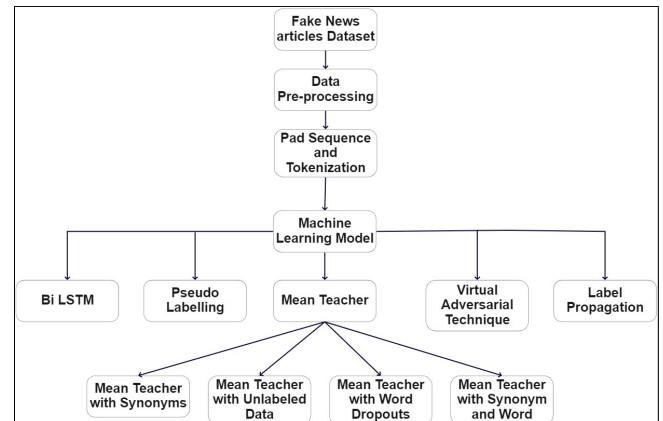 Fake News
articles Dataset
Data
Pre-processing
Pad Sequence
and
Tokenization
Machine
Learning Model
Bi LSTM
Pseudo
Labelling
Mean Teacher
Virtual
Adversarial
Technique
Label
Propagation
Mean Teacher
with Synonyms
Mean Teacher
with Unlabeled
Data
Mean Teacher
with Word
Dropouts
Mean Teacher
with Synonym
and Word